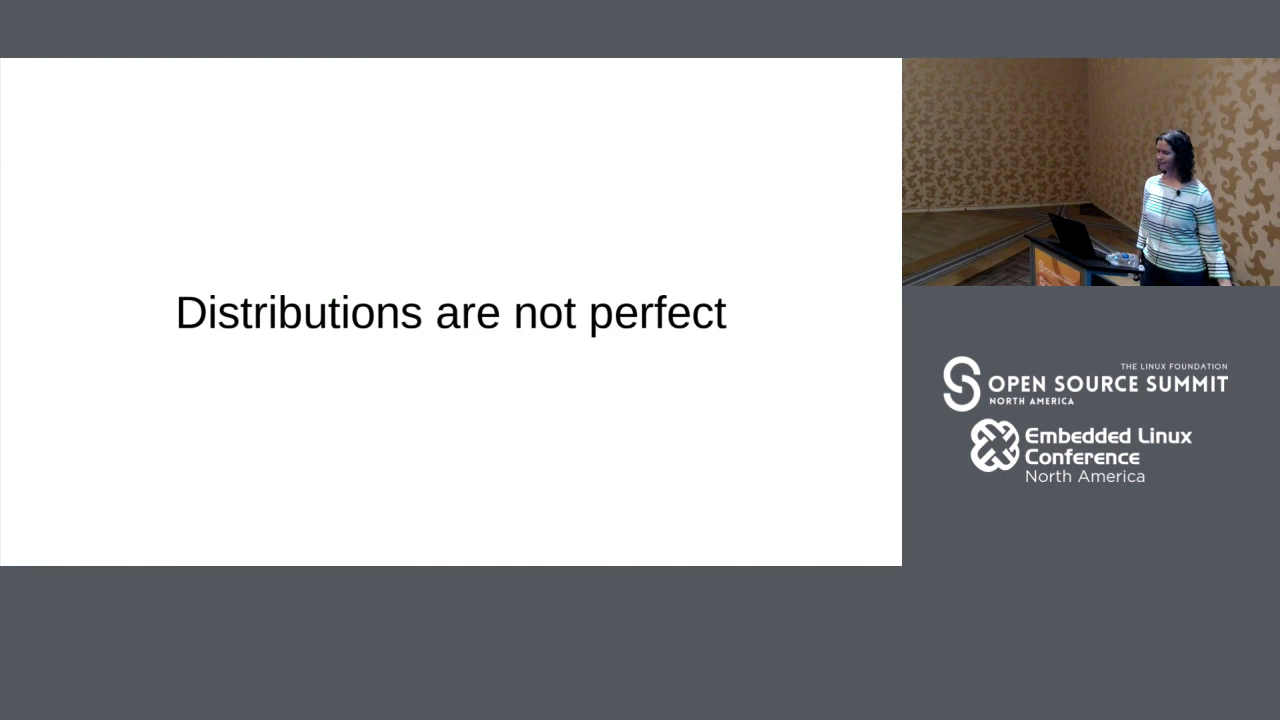 Distributions are not perfect
THE LINUX FOUNDATION
OPEN SOURCE SUMMIT
NORTH AMERICA
Embedded Linux
Conference
North America